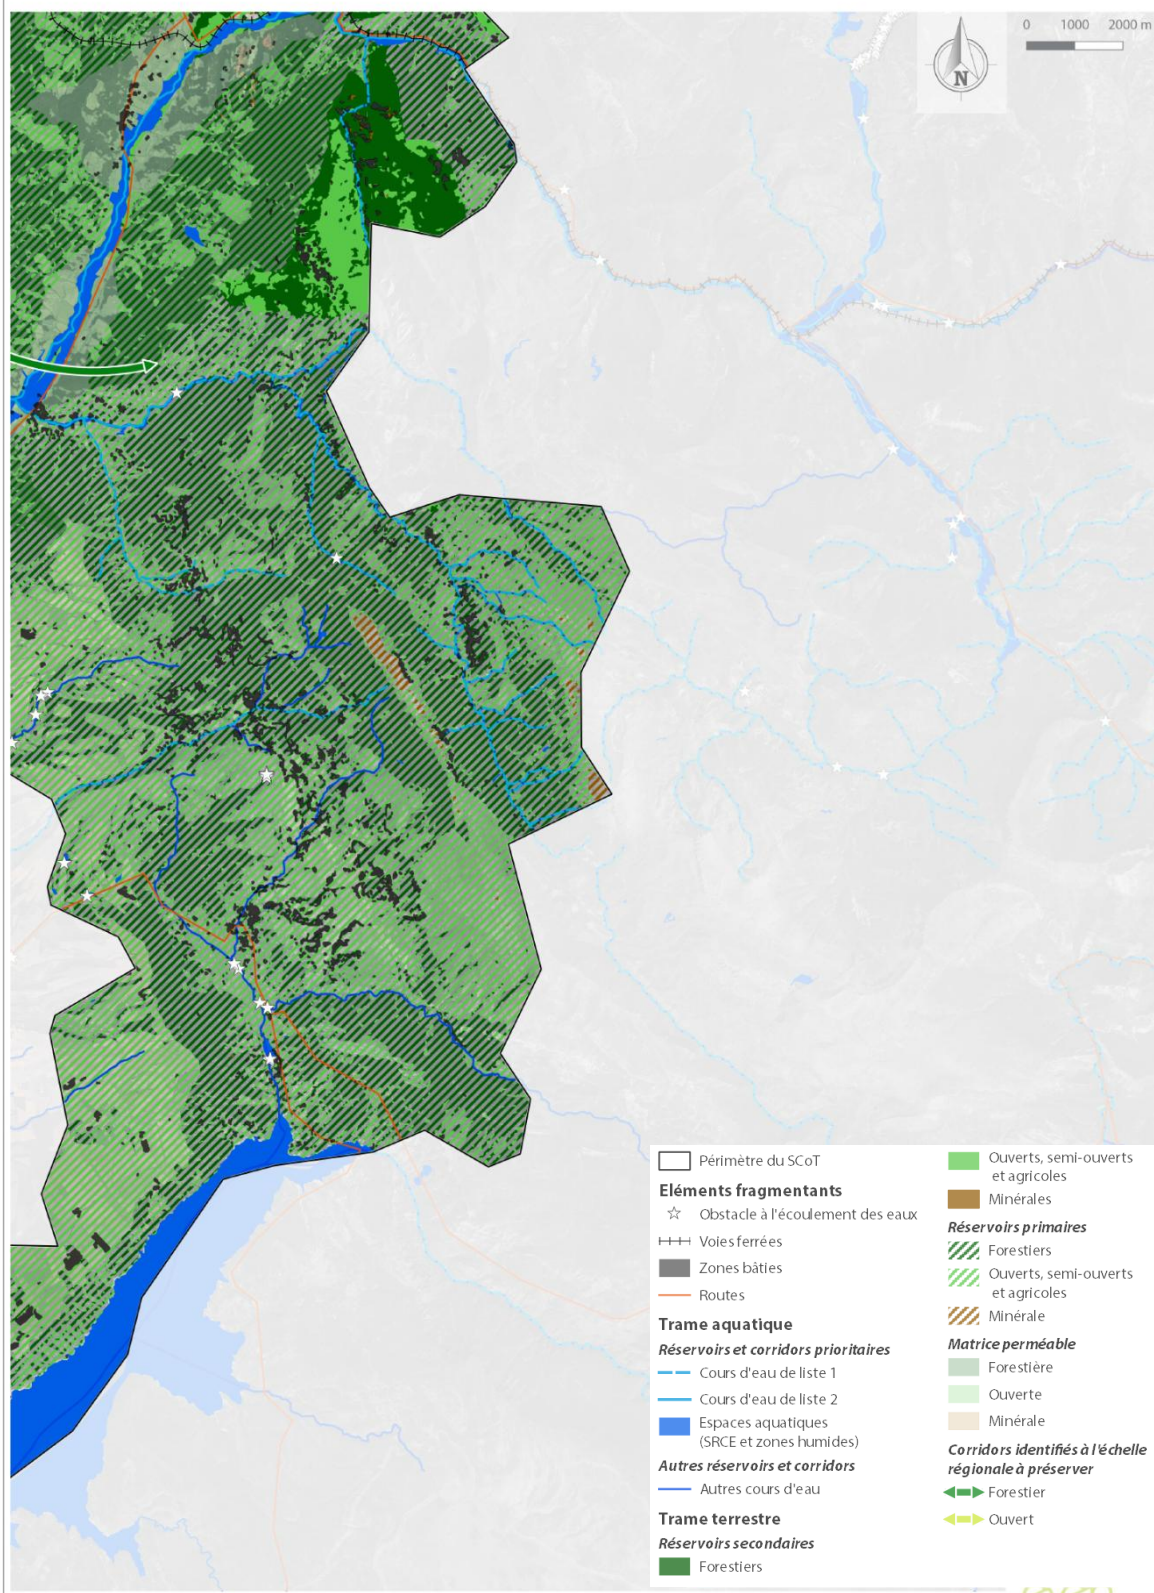 0 1000 2000 m
N
Périmètre du SCoT
Eléments fragmentants
Obstacle à l'écoulement des eaux
Voies ferrées
Zones bâties
Routes
Trame aquatique
Réservoirs et corridors prioritaires
Cours d'eau de liste 1
Cours d'eau de liste 2
Espaces aquatiques
(SRCE et zones humides)
Autres réservoirs et corridors
Autres cours d'eau
Trame terrestre
Réservoirs secondaires
Forestiers
Ouverts, semi-ouverts
et agricoles
Minérales
Réservoirs primaires
Forestiers
Ouverts, semi-ouverts
et agricoles
Minérale
Matrice perméable
Forestière
Ouverte
Minérale
Corridors identifiés à l'échelle
régionale à préserver
Forestier
Ouvert